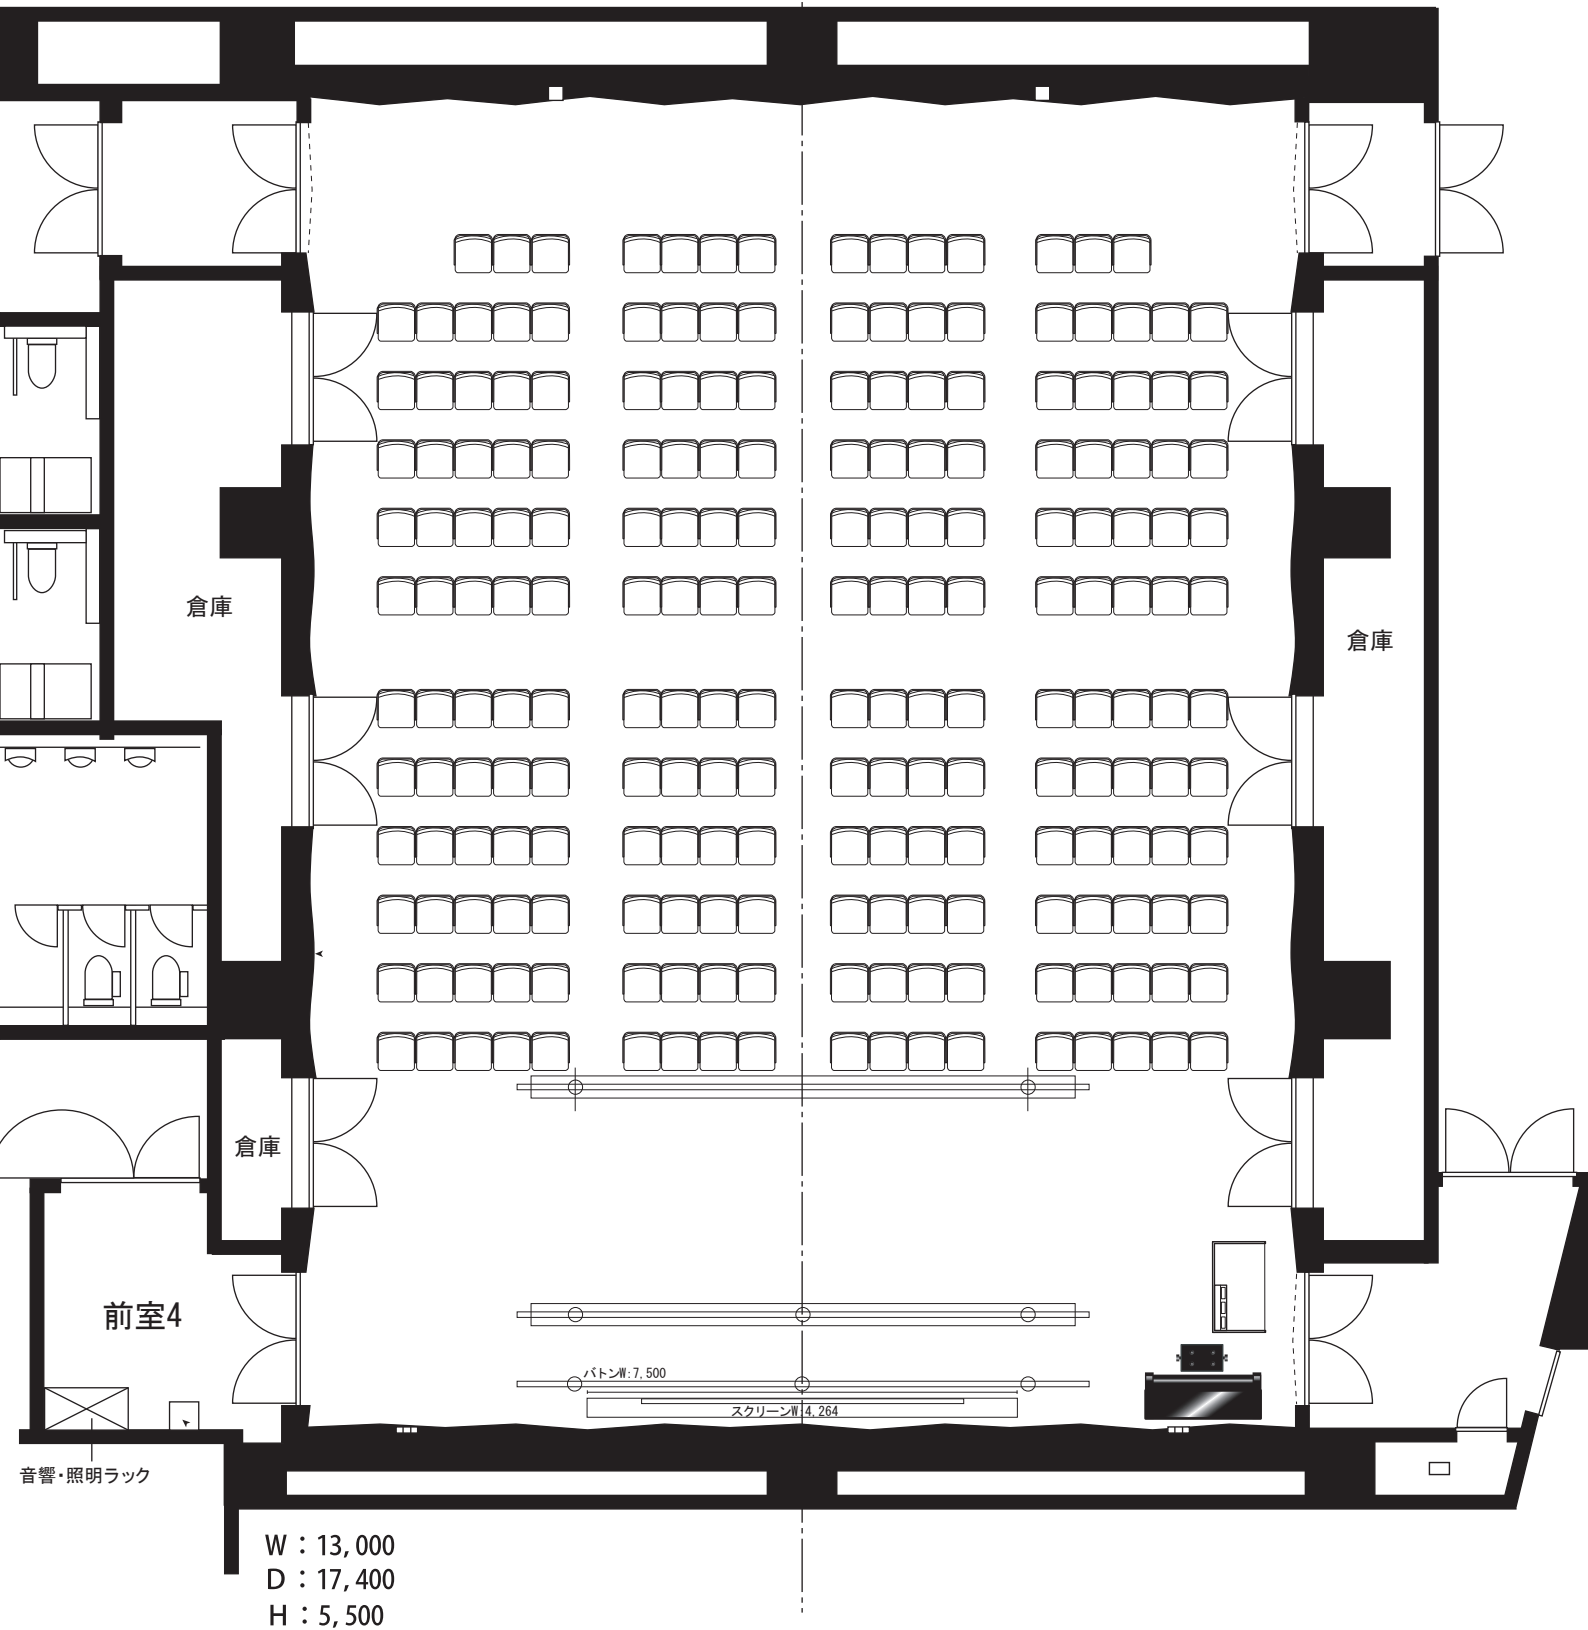 倉庫
倉庫
倉庫
前室4
バトンW:7,500
スクリーンW:4,264
音響・照明ラック
W：13,000
D：17,400
H：5,500